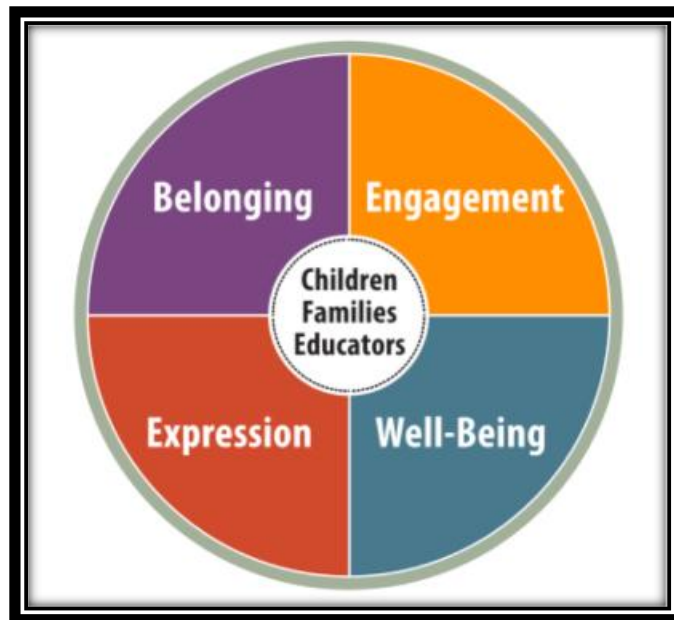 Belonging
Engagement
Children
Families
Educators
Expression
Well-Being